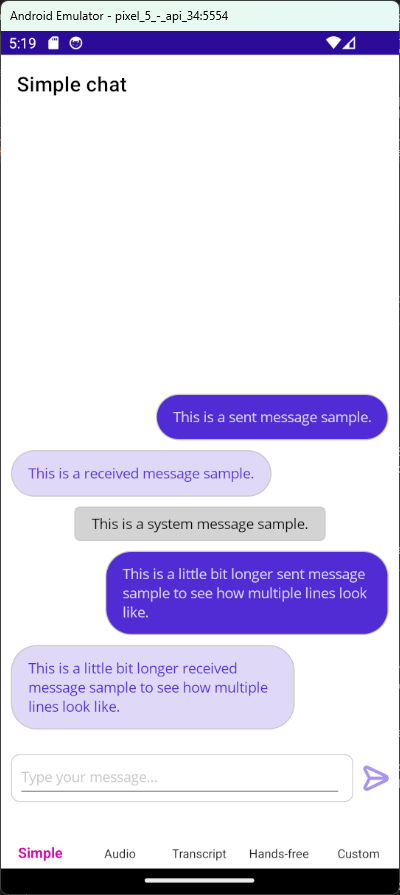 Android Emulator - pixel_5_-_api_34:5554
5:19
Simple chat
This is a sent message sample.
This is a received message sample.
This is a system message sample.
This is a little bit longer sent message
sample to see how multiple lines look
like.
This is a little bit longer received
message sample to see how multiple
lines look like.
Type your message...
Simple Audio Transcript Hands-free Custom